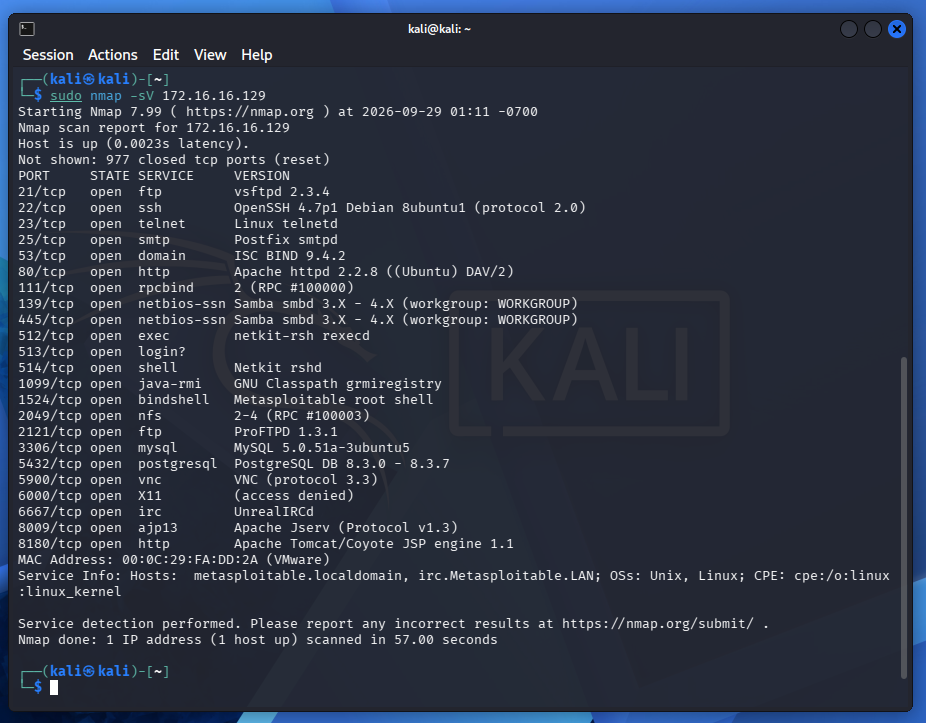 kali@kali: ~
Session Actions Edit View Help
┌──(kali㉿kali)-[~]
└─$ sudo nmap -sV 172.16.16.129
Starting Nmap 7.99 ( https://nmap.org ) at 2026-09-29 01:11 -0700
Nmap scan report for 172.16.16.129
Host is up (0.0023s latency).
Not shown: 977 closed tcp ports (reset)
PORT     STATE SERVICE     VERSION
21/tcp   open  ftp         vsftpd 2.3.4
22/tcp   open  ssh         OpenSSH 4.7p1 Debian 8ubuntu1 (protocol 2.0)
23/tcp   open  telnet      Linux telnetd
25/tcp   open  smtp        Postfix smtpd
53/tcp   open  domain      ISC BIND 9.4.2
80/tcp   open  http        Apache httpd 2.2.8 ((Ubuntu) DAV/2)
111/tcp  open  rpcbind     2 (RPC #100000)
139/tcp  open  netbios-ssn Samba smbd 3.X - 4.X (workgroup: WORKGROUP)
445/tcp  open  netbios-ssn Samba smbd 3.X - 4.X (workgroup: WORKGROUP)
512/tcp  open  exec        netkit-rsh rexecd
513/tcp  open  login?
514/tcp  open  shell       Netkit rshd
1099/tcp open  java-rmi    GNU Classpath grmiregistry
1524/tcp open  bindshell   Metasploitable root shell
2049/tcp open  nfs         2-4 (RPC #100003)
2121/tcp open  ftp         ProFTPD 1.3.1
3306/tcp open  mysql       MySQL 5.0.51a-3ubuntu5
5432/tcp open  postgresql  PostgreSQL DB 8.3.0 - 8.3.7
5900/tcp open  vnc         VNC (protocol 3.3)
6000/tcp open  X11         (access denied)
6667/tcp open  irc         UnrealIRCd
8009/tcp open  ajp13       Apache Jserv (Protocol v1.3)
8180/tcp open  http        Apache Tomcat/Coyote JSP engine 1.1
MAC Address: 00:0C:29:FA:DD:2A (VMware)
Service Info: Hosts:  metasploitable.localdomain, irc.Metasploitable.LAN; OSs: Unix, Linux; CPE: cpe:/o:linux
:linux_kernel
Service detection performed. Please report any incorrect results at https://nmap.org/submit/ .
Nmap done: 1 IP address (1 host up) scanned in 57.00 seconds
┌──(kali㉿kali)-[~]
└─$
KALI